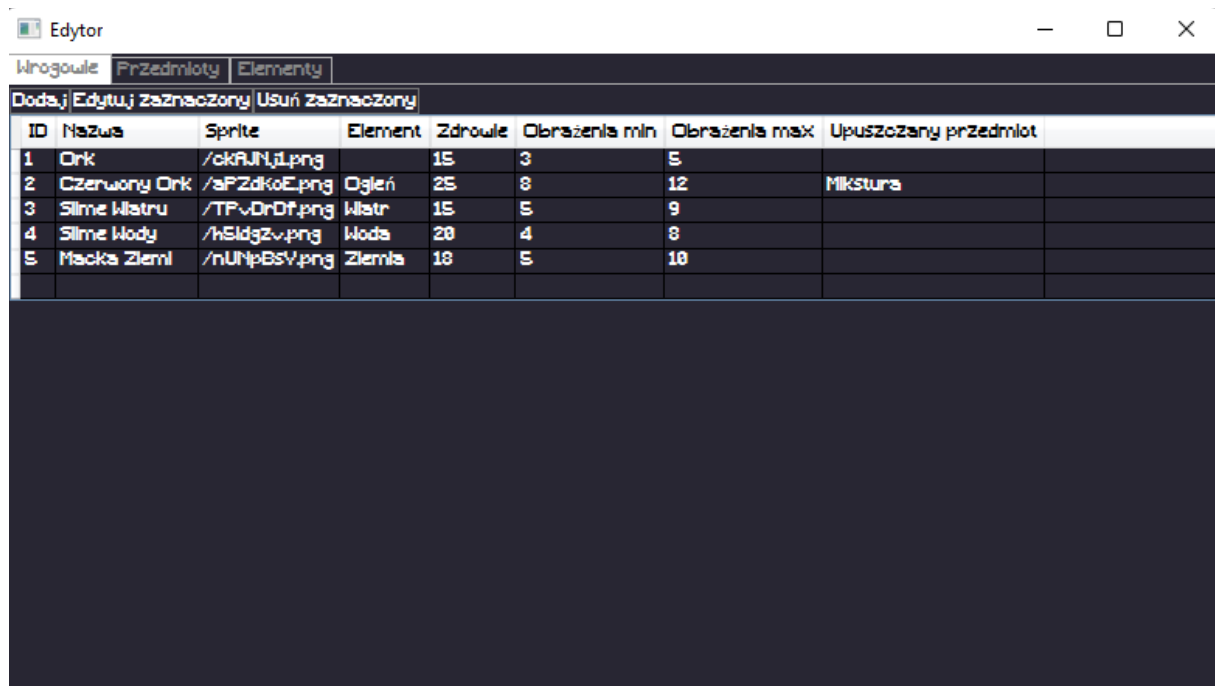 Edytor
Wrogowie Przedmioty Elementy
Dodaj Edytuj zaznaczony Usuń zaznaczony
ID Nazwa Sprite Element Zdrowie Obrażenia min Obrażenia max Upuszczany przedmiot
1 Ork /ckAJNj1.png 15 3 5
2 Czerwony Ork /aPZdKoE.png Ogień 25 8 12 Mikstura
3 Slime Wiatru /TPvDrDf.png Wiatr 15 5 9
4 Slime Wody /h5ldgzv.png Woda 20 4 8
5 Macka Ziemi /nUNpBsV.png Ziemia 18 5 10